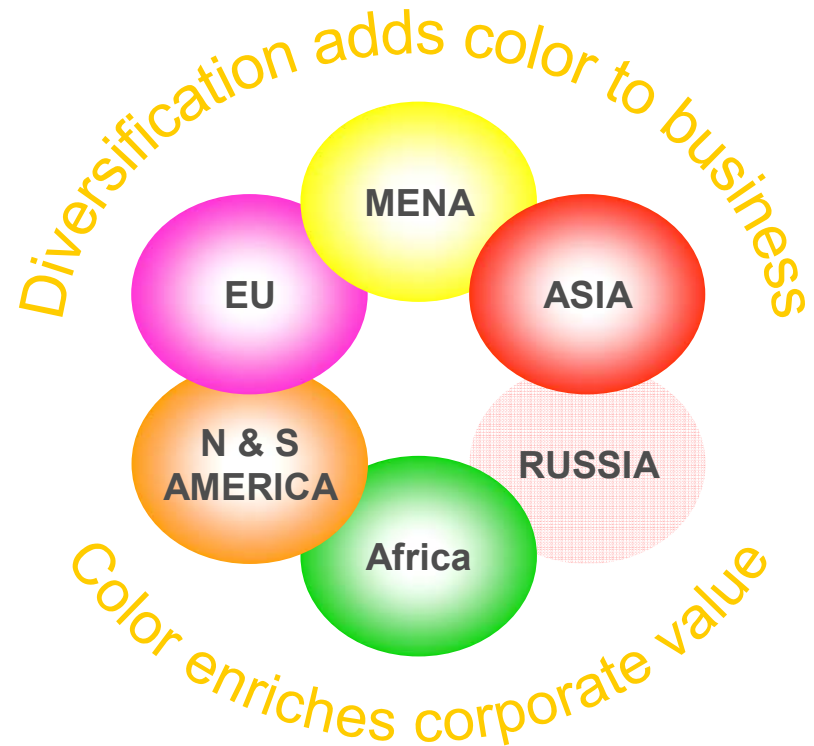 Diversification adds color to business
MENA
EU
ASIA
N & S
AMERICA
RUSSIA
Africa
Color enriches corporate value